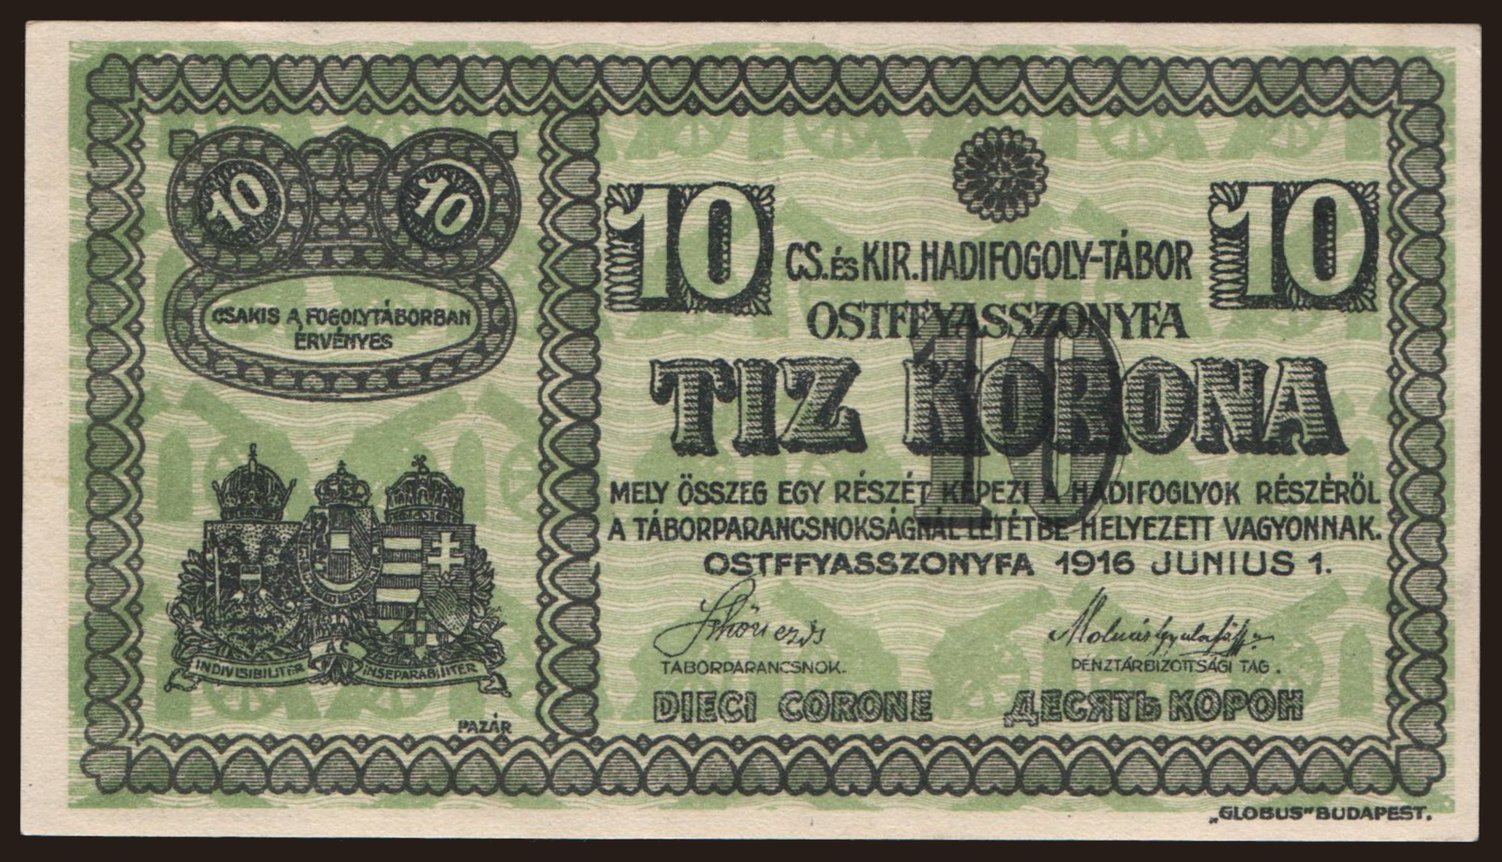 10 10
CSAKIS A FOGOLYTÁBORBAN
ÉRVÉNYES
INDIVISIBILITER AC INSEPARABILITER
PAZÁR
10 10
CS. ÉS KIR. HADIFOGOLY-TÁBOR
OSTFFYASSZONYFA
TIZ KORONA
10
MELY ÖSSZEG EGY RÉSZÉT KÉPEZI A HADIFOGLYOK RÉSZÉRŐL
A TÁBORPARANCSNOKSÁGNÁL LETÉTBE HELYEZETT VAGYONNAK.
OSTFFYASSZONYFA 1916 JUNIUS 1.
TÁBORPARANCSNOK. PÉNZTÁRBIZOTTSÁGI TAG.
DIECI CORONE ДЕСЯТЬ КОРОН
„GLOBUS" BUDAPEST.